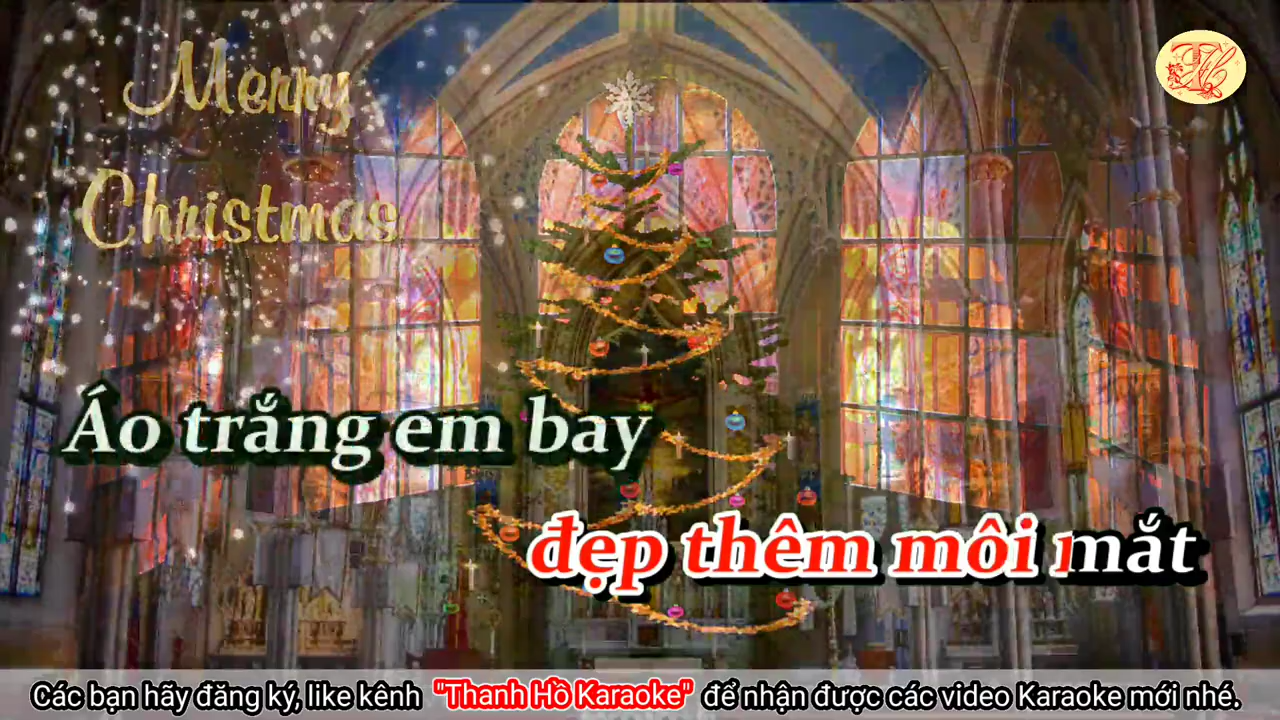 Merry
Christmas
TH
Áo trắng em bay
đẹp thêm môi mắt
Các bạn hãy đăng ký, like kênh "Thanh Hồ Karaoke" để nhận được các video Karaoke mới nhé.